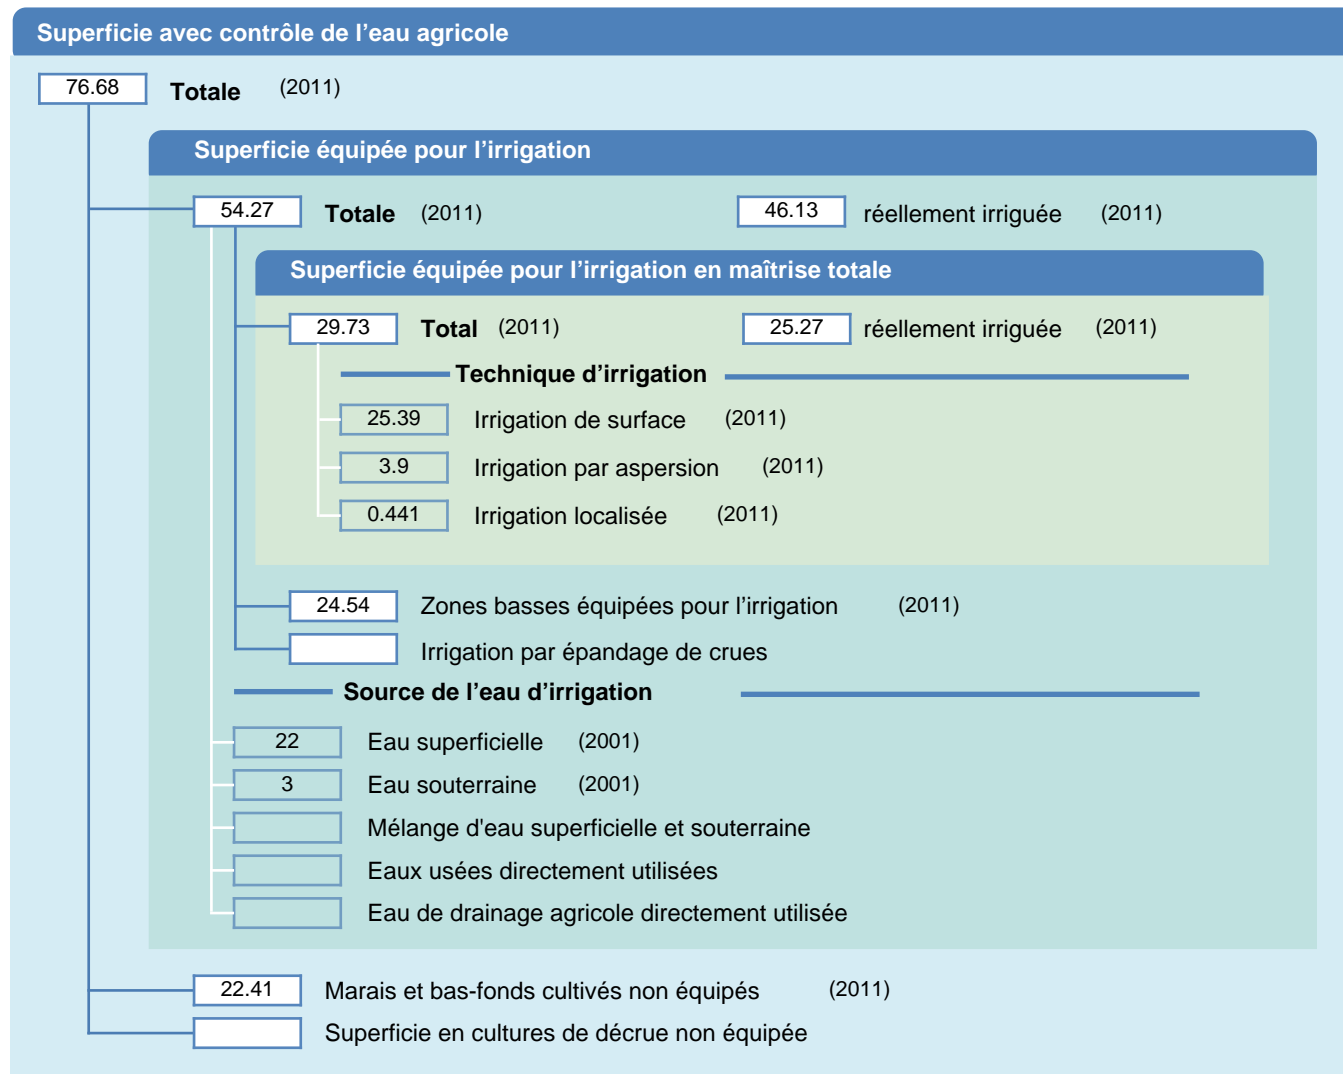 Superficie avec contrôle de l'eau agricole
76.68 Totale (2011)
Superficie équipée pour l'irrigation
54.27 Totale (2011) 46.13 réellement irriguée (2011)
Superficie équipée pour l'irrigation en maîtrise totale
29.73 Total (2011) 25.27 réellement irriguée (2011)
Technique d'irrigation
25.39 Irrigation de surface (2011)
3.9 Irrigation par aspersion (2011)
0.441 Irrigation localisée (2011)
24.54 Zones basses équipées pour l'irrigation (2011)
Irrigation par épandage de crues
Source de l'eau d'irrigation
22 Eau superficielle (2001)
3 Eau souterraine (2001)
Mélange d'eau superficielle et souterraine
Eaux usées directement utilisées
Eau de drainage agricole directement utilisée
22.41 Marais et bas-fonds cultivés non équipés (2011)
Superficie en cultures de décrue non équipée